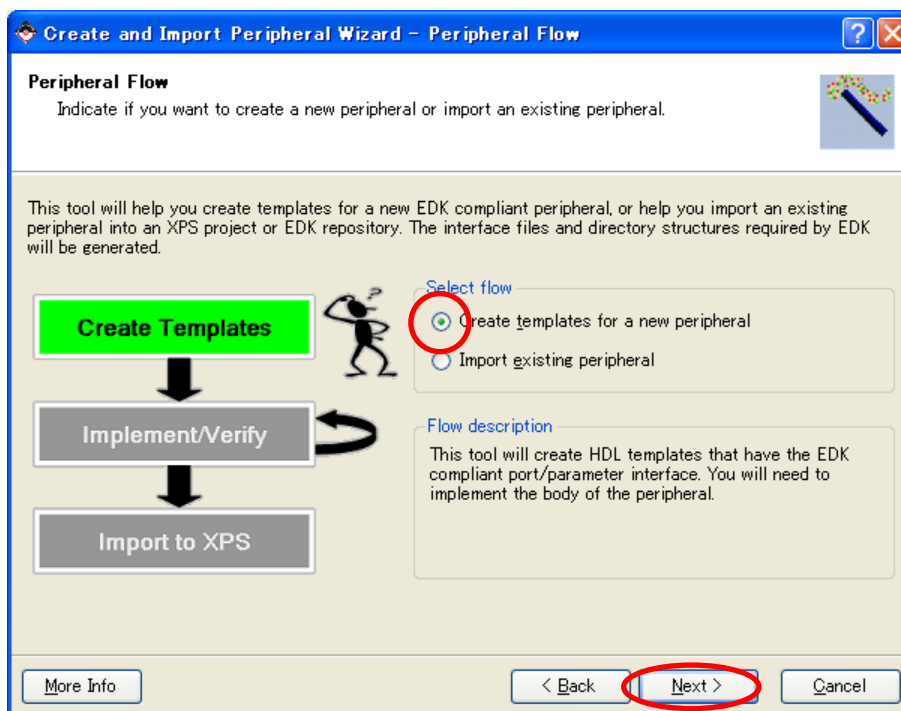 Create and Import Peripheral Wizard - Peripheral Flow
Peripheral Flow
Indicate if you want to create a new peripheral or import an existing peripheral.
This tool will help you create templates for a new EDK compliant peripheral, or help you import an existing
peripheral into an XPS project or EDK repository. The interface files and directory structures required by EDK
will be generated.
Create Templates
?
Implement/Verify
Import to XPS
Select flow
Create templates for a new peripheral
Import existing peripheral
Flow description
This tool will create HDL templates that have the EDK
compliant port/parameter interface. You will need to
implement the body of the peripheral.
More Info
< Back
Next >
Cancel